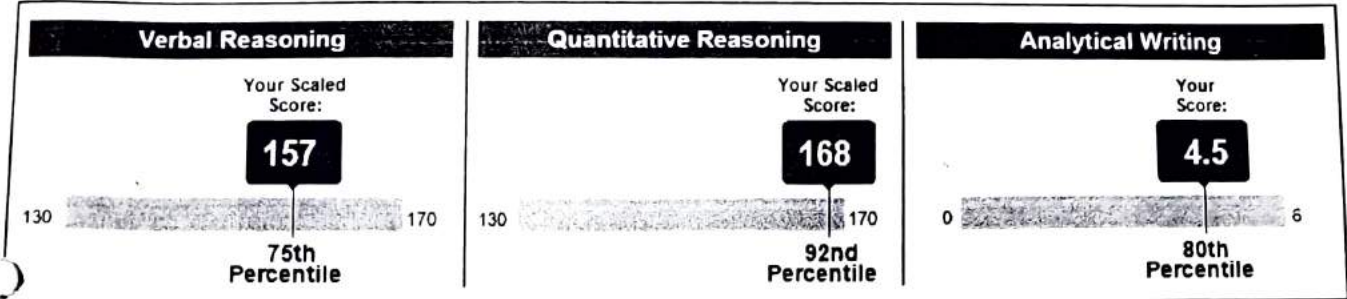 Verbal Reasoning
Your Scaled
Score:
157
130
170
75th
Percentile
Quantitative Reasoning
Your Scaled
Score:
168
130
170
92nd
Percentile
Analytical Writing
Your
Score:
4.5
0
6
80th
Percentile